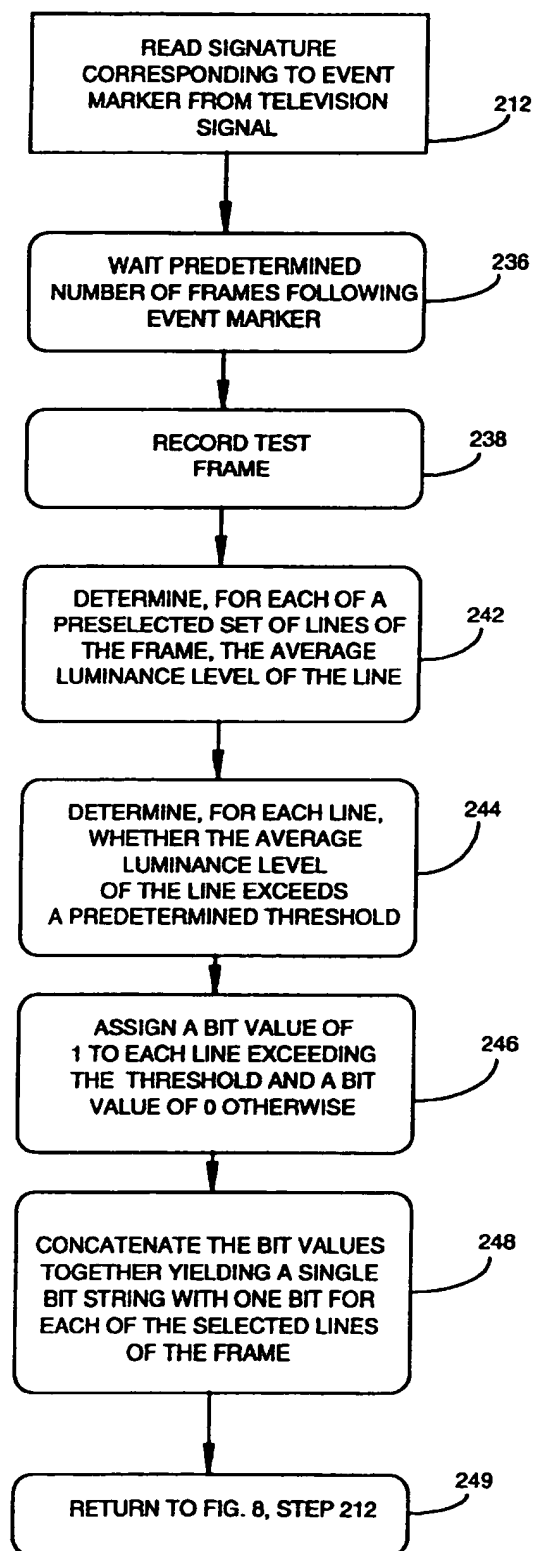 READ SIGNATURE
CORRESPONDING TO EVENT
MARKER FROM TELEVISION
SIGNAL
212
WAIT PREDETERMINED
NUMBER OF FRAMES FOLLOWING
EVENT MARKER
236
RECORD TEST
FRAME
238
DETERMINE, FOR EACH OF A
PRESELECTED SET OF LINES OF
THE FRAME, THE AVERAGE
LUMINANCE LEVEL OF THE LINE
242
DETERMINE, FOR EACH LINE,
WHETHER THE AVERAGE
LUMINANCE LEVEL
OF THE LINE EXCEEDS
A PREDETERMINED THRESHOLD
244
ASSIGN A BIT VALUE OF
1 TO EACH LINE EXCEEDING
THE THRESHOLD AND A BIT
VALUE OF 0 OTHERWISE
246
CONCATENATE THE BIT VALUES
TOGETHER YIELDING A SINGLE
BIT STRING WITH ONE BIT FOR
EACH OF THE SELECTED LINES
OF THE FRAME
248
RETURN TO FIG. 8, STEP 212
249